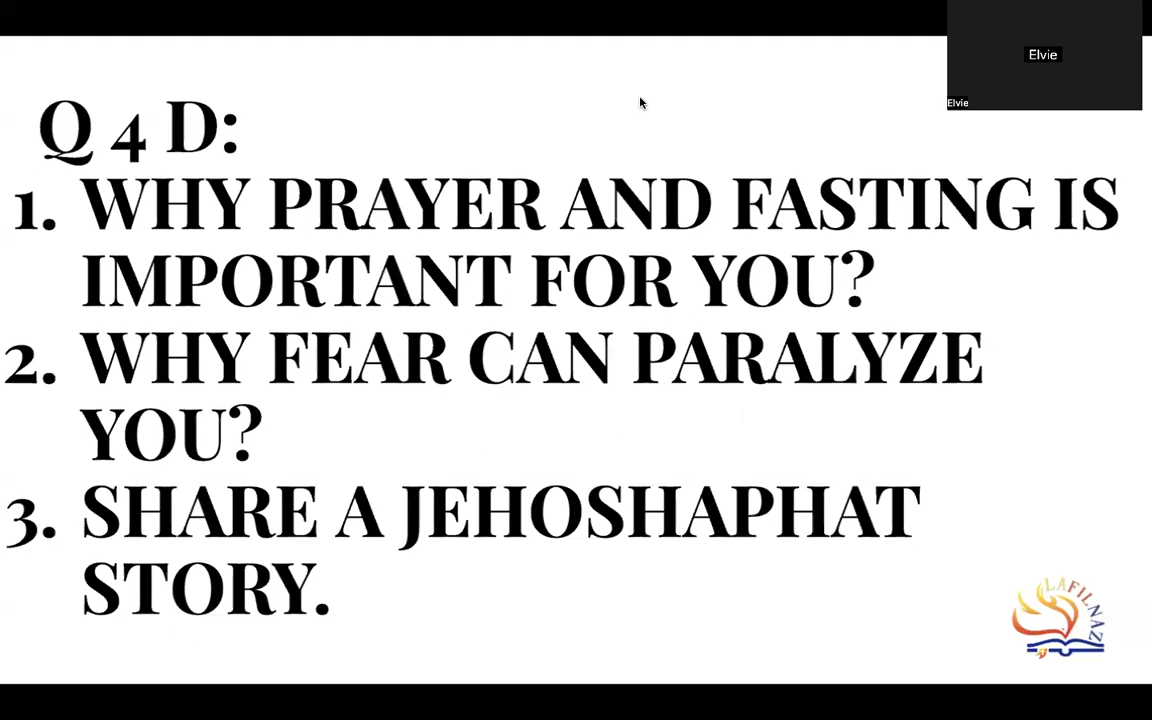 Elvie
Elvie
Q 4 D:
1. WHY PRAYER AND FASTING IS
IMPORTANT FOR YOU?
2. WHY FEAR CAN PARALYZE
YOU?
3. SHARE A JEHOSHAPHAT
STORY.
LAFILNAZ